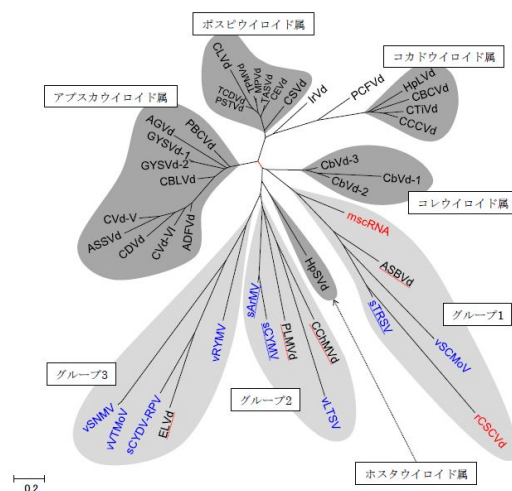 ポスピウイロイド属
コカドウイロイド属
アブスカウイロイド属
コレウイロイド属
ホスタウイロイド属
グループ1
グループ2
グループ3
CLVd
TCDVd
PSTVd
TPMVd
MPVd
TASVd
CEVd
CSVd
IrVd
PCFVd
HpLVd
CBCVd
CTiVd
CCCVd
PBCVd
AGVd
GYSVd-1
GYSVd-2
CBLVd
CVd-V
ASSVd
CDVd
CVd-VI
ADFVd
CbVd-3
CbVd-1
CbVd-2
mscRNA
ASBVd
sTRSV
vSCMoV
rCSCVd
HpSVd
CChMVd
PLMVd
sArMV
sCYMV
vLTSV
vRYMV
vSNMV
vVTMoV
sCYDV-RPV
ELVd
0.2